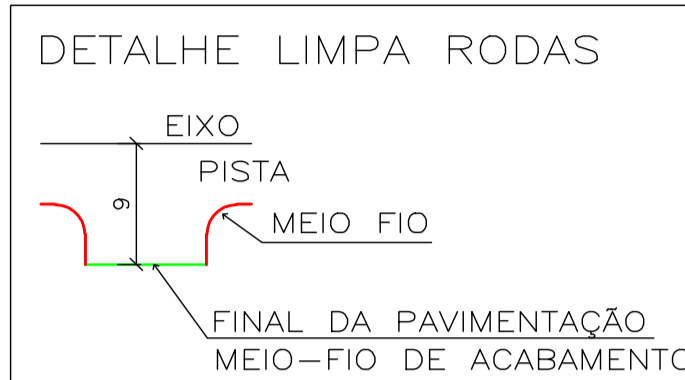 DETALHE LIMPA RODAS
EIXO
PISTA
9
MEIO FIO
FINAL DA PAVIMENTAÇÃO
MEIO-FIO DE ACABAMENTO